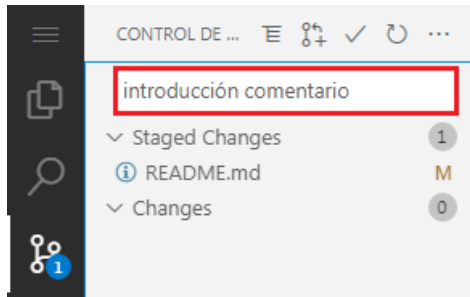 CONTROL DE ...
introducción comentario
Staged Changes 1
README.md M
Changes 0
1